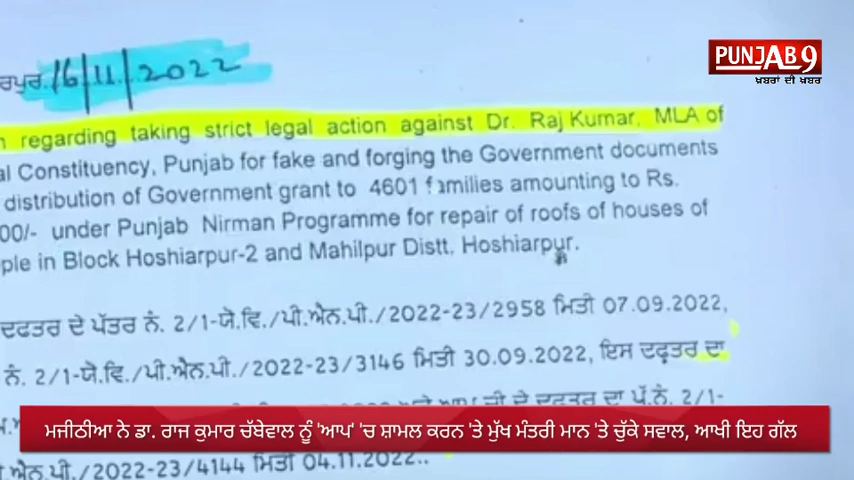 ਰਪੁਰ 16/11/2022
PUNJAB 9
ਖ਼ਬਰਾਂ ਦੀ ਖ਼ਬਰ
n regarding taking strict legal action against Dr. Raj Kumar, MLA of
al Constituency, Punjab for fake and forging the Government documents
distribution of Government grant to 4601 families amounting to Rs.
00/- under Punjab Nirman Programme for repair of roofs of houses of
ple in Block Hoshiarpur-2 and Mahilpur Distt. Hoshiarpur.
ਦਫਤਰ ਦੇ ਪੱਤਰ ਨੰ. 2/1-ਯੋ.ਵਿ./ਪੀ.ਐਨ.ਪੀ./2022-23/2958 ਮਿਤੀ 07.09.2022,
ਨੰ. 2/1-ਯੋ.ਵਿ./ਪੀ.ਐਨ.ਪੀ./2022-23/3146 ਮਿਤੀ 30.09.2022, ਇਸ ਦਫ਼ਤਰ ਦਾ
ਦਫਤਰ ਦਾ ਪੱ.ਨੰ. 2/1-
ਮਜੀਠੀਆ ਨੇ ਡਾ. ਰਾਜ ਕੁਮਾਰ ਚੱਬੇਵਾਲ ਨੂੰ 'ਆਪ' 'ਚ ਸ਼ਾਮਲ ਕਰਨ 'ਤੇ ਮੁੱਖ ਮੰਤਰੀ ਮਾਨ 'ਤੇ ਚੁੱਕੇ ਸਵਾਲ, ਆਖੀ ਇਹ ਗੱਲ
ਐਨ.ਪੀ./2022-23/4144 ਮਿਤੀ 04.11.2022..